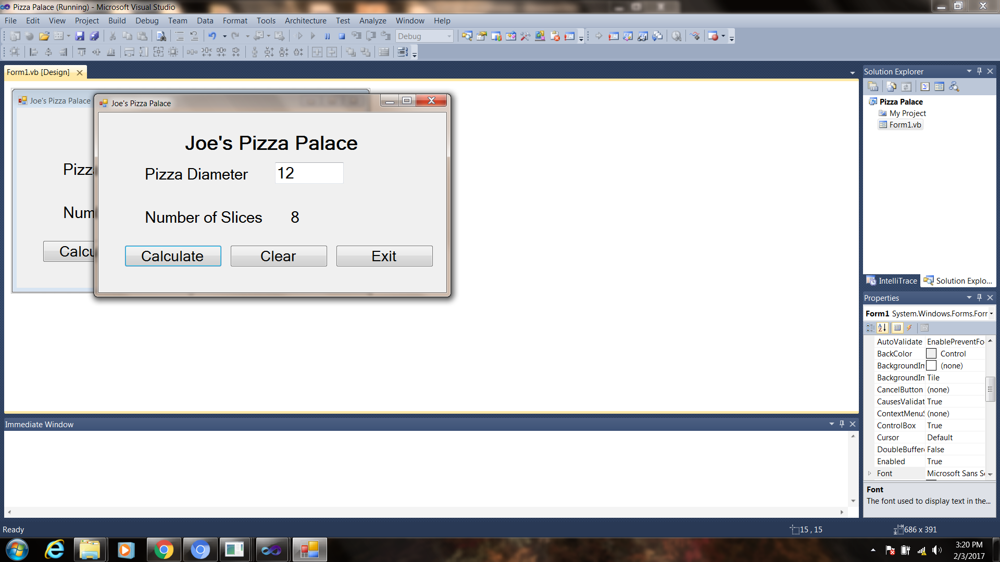 Pizza Palace (Running) - Microsoft Visual Studio
File Edit View Project Build Debug Team Data Format Tools Architecture Test Analyze Window Help
Debug
Form1.vb [Design]
Joe's Pizza Palace
Pizz
Num
Calcu
Joe's Pizza Palace
Joe's Pizza Palace
Pizza Diameter 12
Number of Slices 8
Calculate Clear Exit
Solution Explorer
Pizza Palace
My Project
Form1.vb
IntelliTrace Solution Explo...
Properties
Form1 System.Windows.Forms.Forr
AutoValidate EnablePreventFo
BackColor Control
BackgroundIm (none)
BackgroundIm Tile
CancelButton (none)
CausesValidat True
ContextMenuS (none)
ControlBox True
Cursor Default
DoubleBuffere False
Enabled True
Font Microsoft Sans Se
Font
The font used to display text in the...
Immediate Window
Ready
15 , 15
686 x 391
3:20 PM
2/3/2017